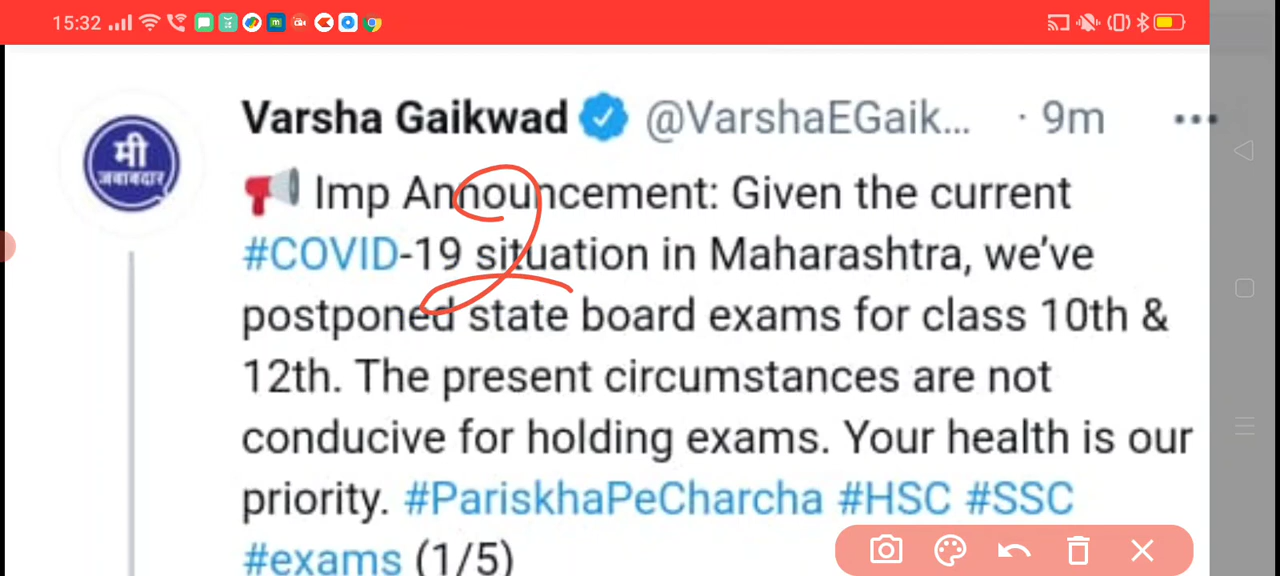 15:32
Varsha Gaikwad @VarshaEGaik... · 9m
मी
जबाबदार
Imp Announcement: Given the current
#COVID-19 situation in Maharashtra, we've
postponed state board exams for class 10th &
12th. The present circumstances are not
conducive for holding exams. Your health is our
priority. #PariskhaPeCharcha #HSC #SSC
#exams (1/5)
2